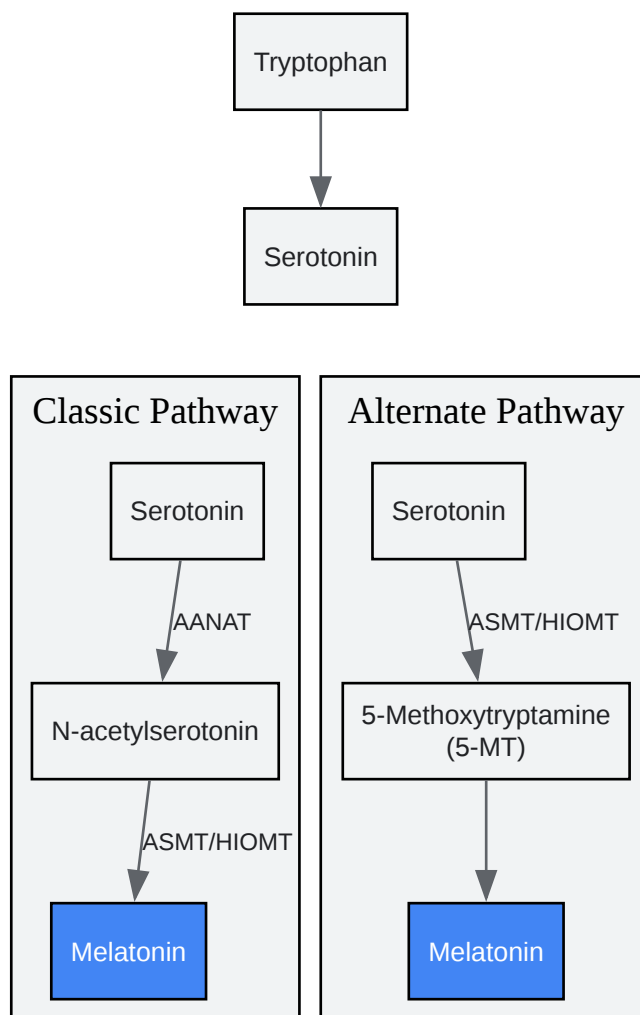 Tryptophan
Serotonin
Classic Pathway
Serotonin
AANAT
N-acetylserotonin
ASMT/HIOMT
Melatonin
Alternate Pathway
Serotonin
ASMT/HIOMT
5-Methoxytryptamine
(5-MT)
Melatonin